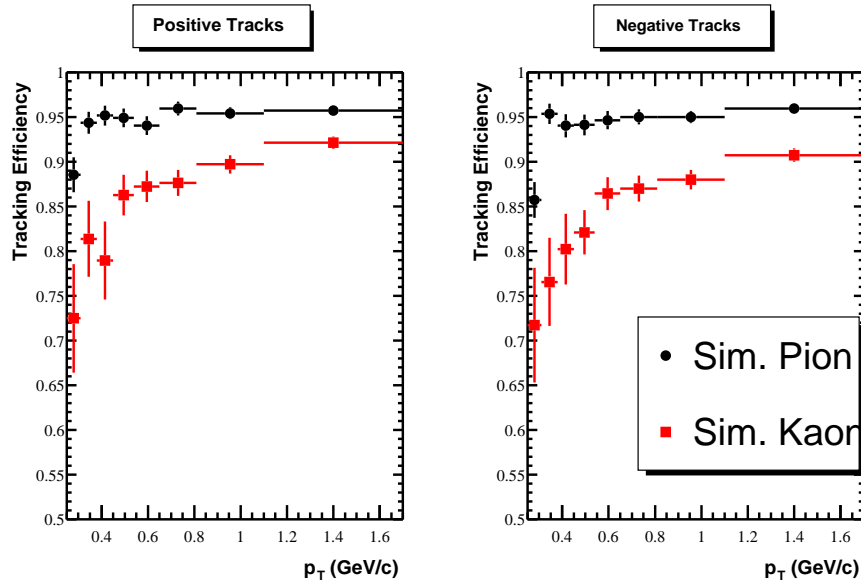 Positive Tracks
Negative Tracks
Tracking Efficiency
1
0.95
0.9
0.85
0.8
0.75
0.7
0.65
0.6
0.55
0.5
0.4 0.6 0.8 1 1.2 1.4 1.6
p_T (GeV/c)
Tracking Efficiency
1
0.95
0.9
0.85
0.8
0.75
0.7
0.65
0.6
0.55
0.5
0.4 0.6 0.8 1 1.2 1.4 1.6
p_T (GeV/c)
Sim. Pion
Sim. Kaon